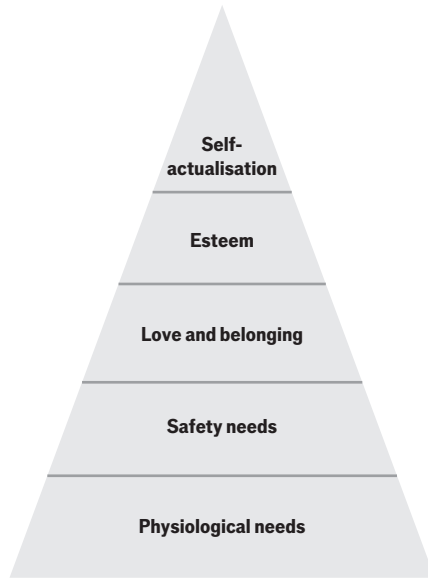 Self-
actualisation
Esteem
Love and belonging
Safety needs
Physiological needs